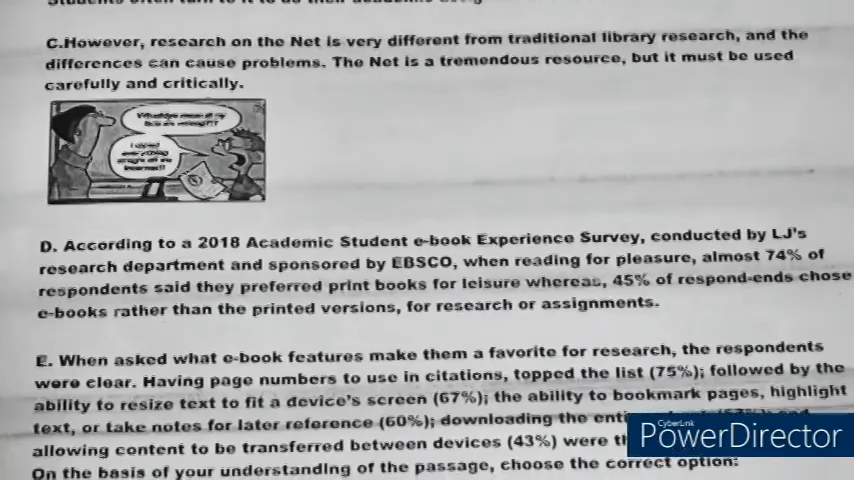 C.However, research on the Net is very different from traditional library research, and the
differences can cause problems. The Net is a tremendous resource, but it must be used
carefully and critically.
I copied
everything
straight off the
internet!!
D. According to a 2018 Academic Student e-book Experience Survey, conducted by LJ's
research department and sponsored by EBSCO, when reading for pleasure, almost 74% of
respondents said they preferred print books for leisure whereas, 45% of respond-ends chose
e-books rather than the printed versions, for research or assignments.
E. When asked what e-book features make them a favorite for research, the respondents
were clear. Having page numbers to use in citations, topped the list (75%); followed by the
ability to resize text to fit a device's screen (67%); the ability to bookmark pages, highlight
text, or take notes for later reference (60%); downloading the
allowing content to be transferred between devices (43%) were
On the basis of your understanding of the passage, choose the correct option:
CyberLink
PowerDirector